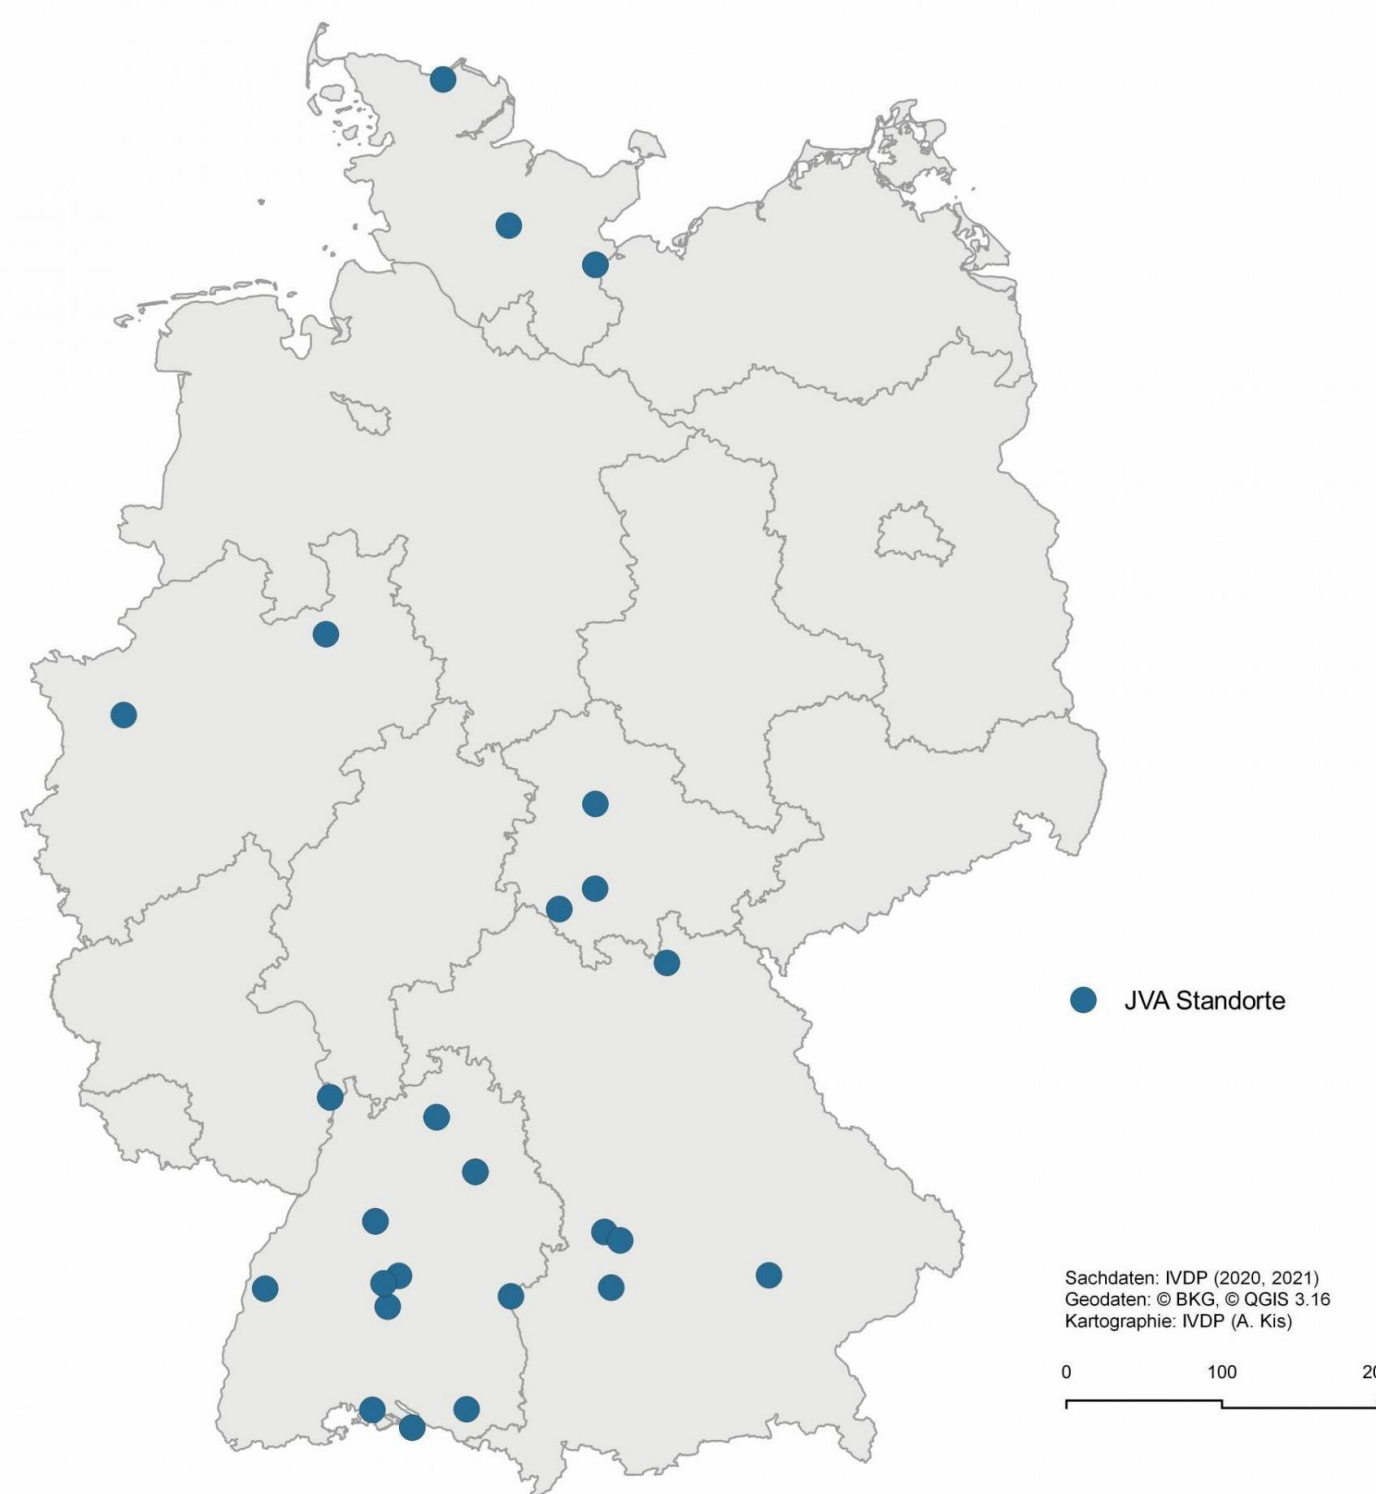 JVA Standorte
Sachdaten: IVDP (2020, 2021)
Geodaten: © BKG, © QGIS 3.16
Kartographie: IVDP (A. Kis)
0 100